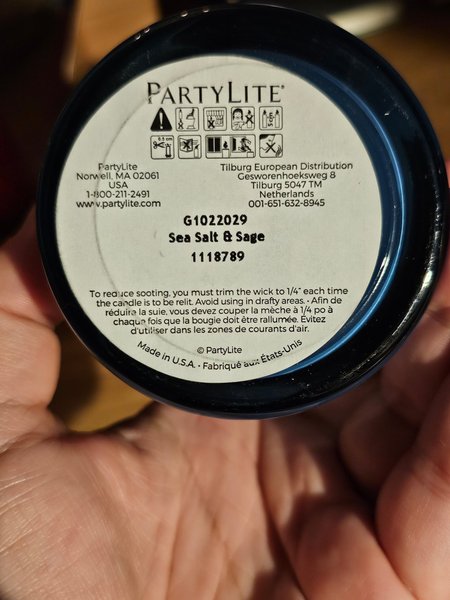 PARTYLITE®
PartyLite
Norwell, MA 02061
USA
1-800-211-2491
www.partylite.com
Tilburg European Distribution
Gesworenhoekseweg 8
Tilburg 5047 TM
Netherlands
001-651-632-8945
G1022029
Sea Salt & Sage
1118789
To reduce sooting, you must trim the wick to 1/4" each time
the candle is to be relit. Avoid using in drafty areas. • Afin de
réduire la suie, vous devez couper la mèche à 1/4 po à
chaque fois que la bougie doit être rallumée. Évitez
d'utiliser dans les zones de courants d'air.
© PartyLite
Made in U.S.A. • Fabriqué aux États-Unis